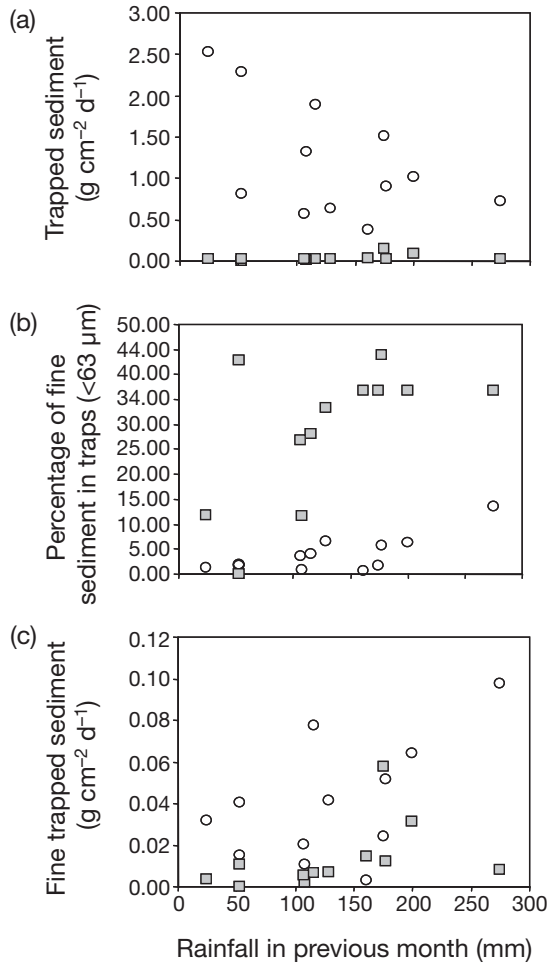 (a)
Trapped sediment
(g cm⁻² d⁻¹)
3.00
2.50
2.00
1.50
1.00
0.50
0.00
(b)
Percentage of fine
sediment in traps (<63 µm)
50.00
44.00
40.00
34.00
25.00
20.00
15.00
10.00
5.00
0.00
(c)
Fine trapped sediment
(g cm⁻² d⁻¹)
0.12
0.10
0.08
0.06
0.04
0.02
0.00
0 50 100 150 200 250 300
Rainfall in previous month (mm)